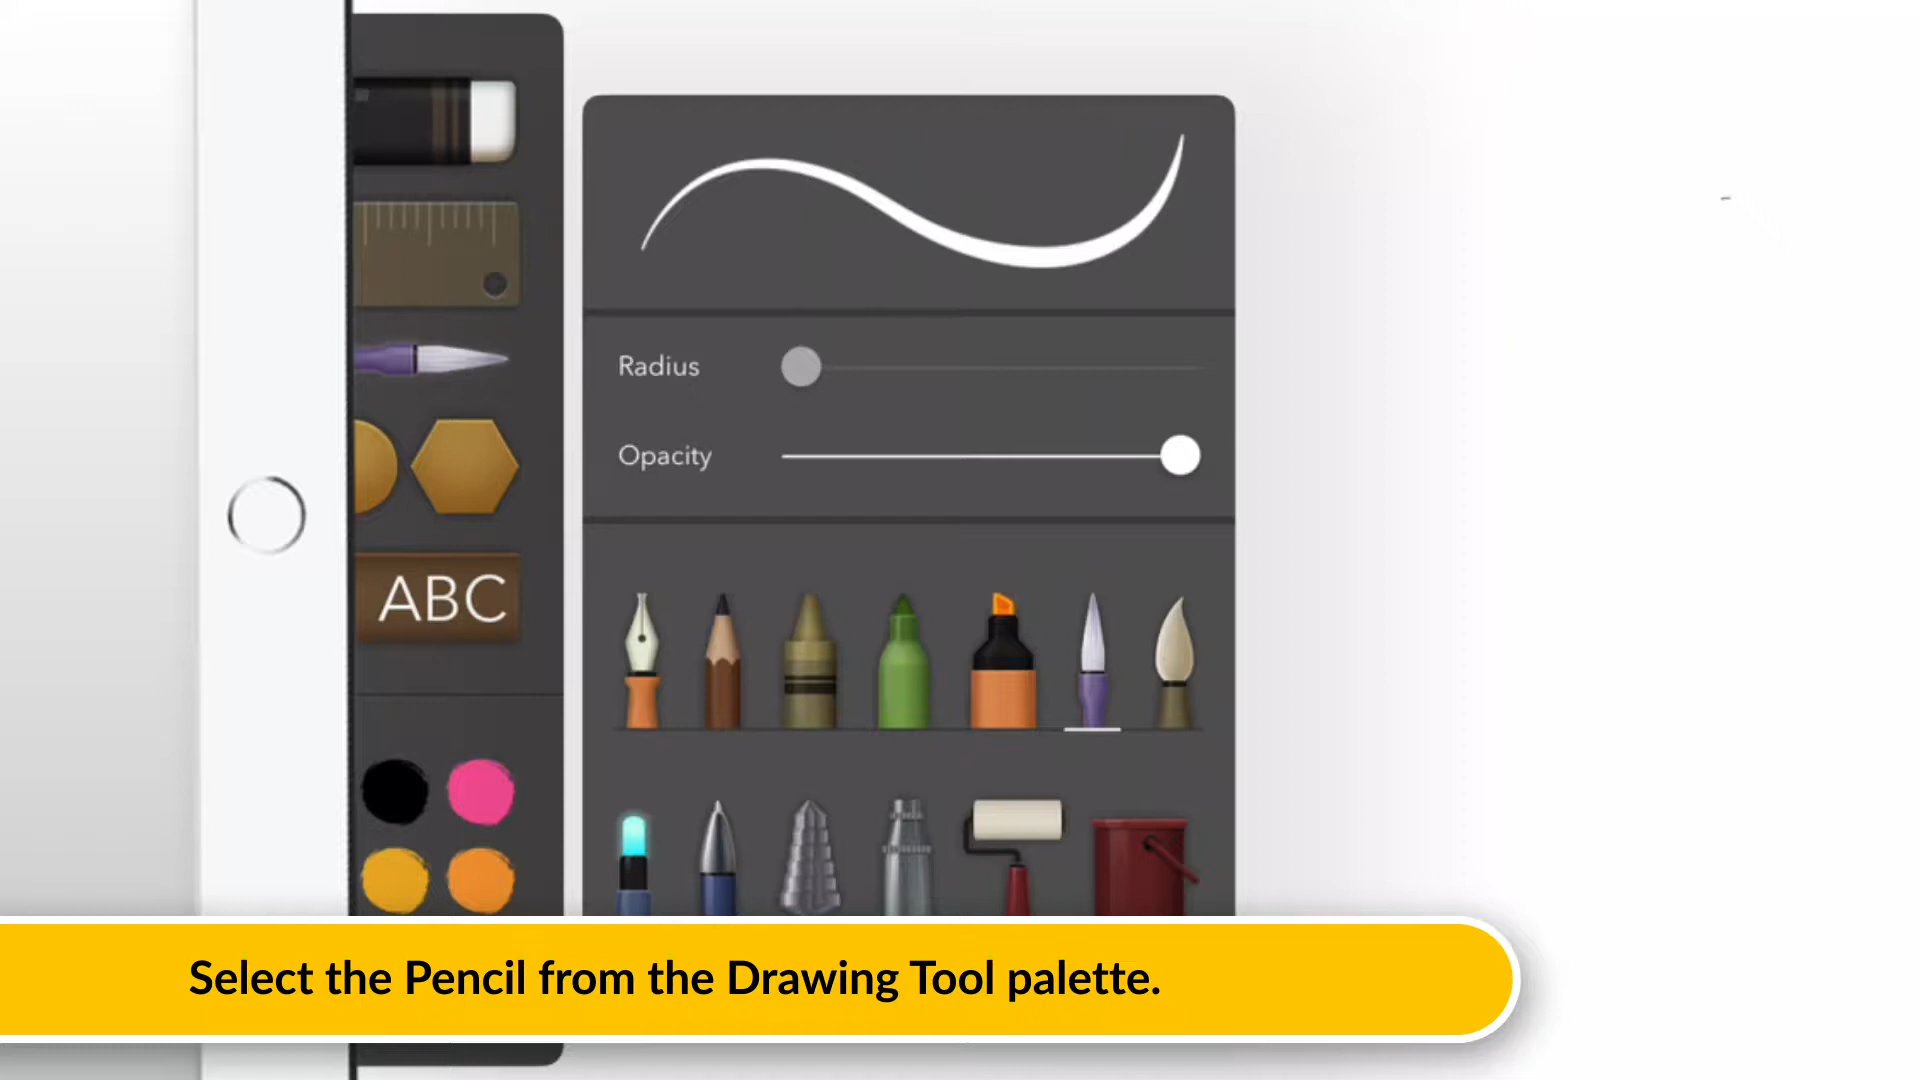 Radius
Opacity
ABC
Select the Pencil from the Drawing Tool palette.